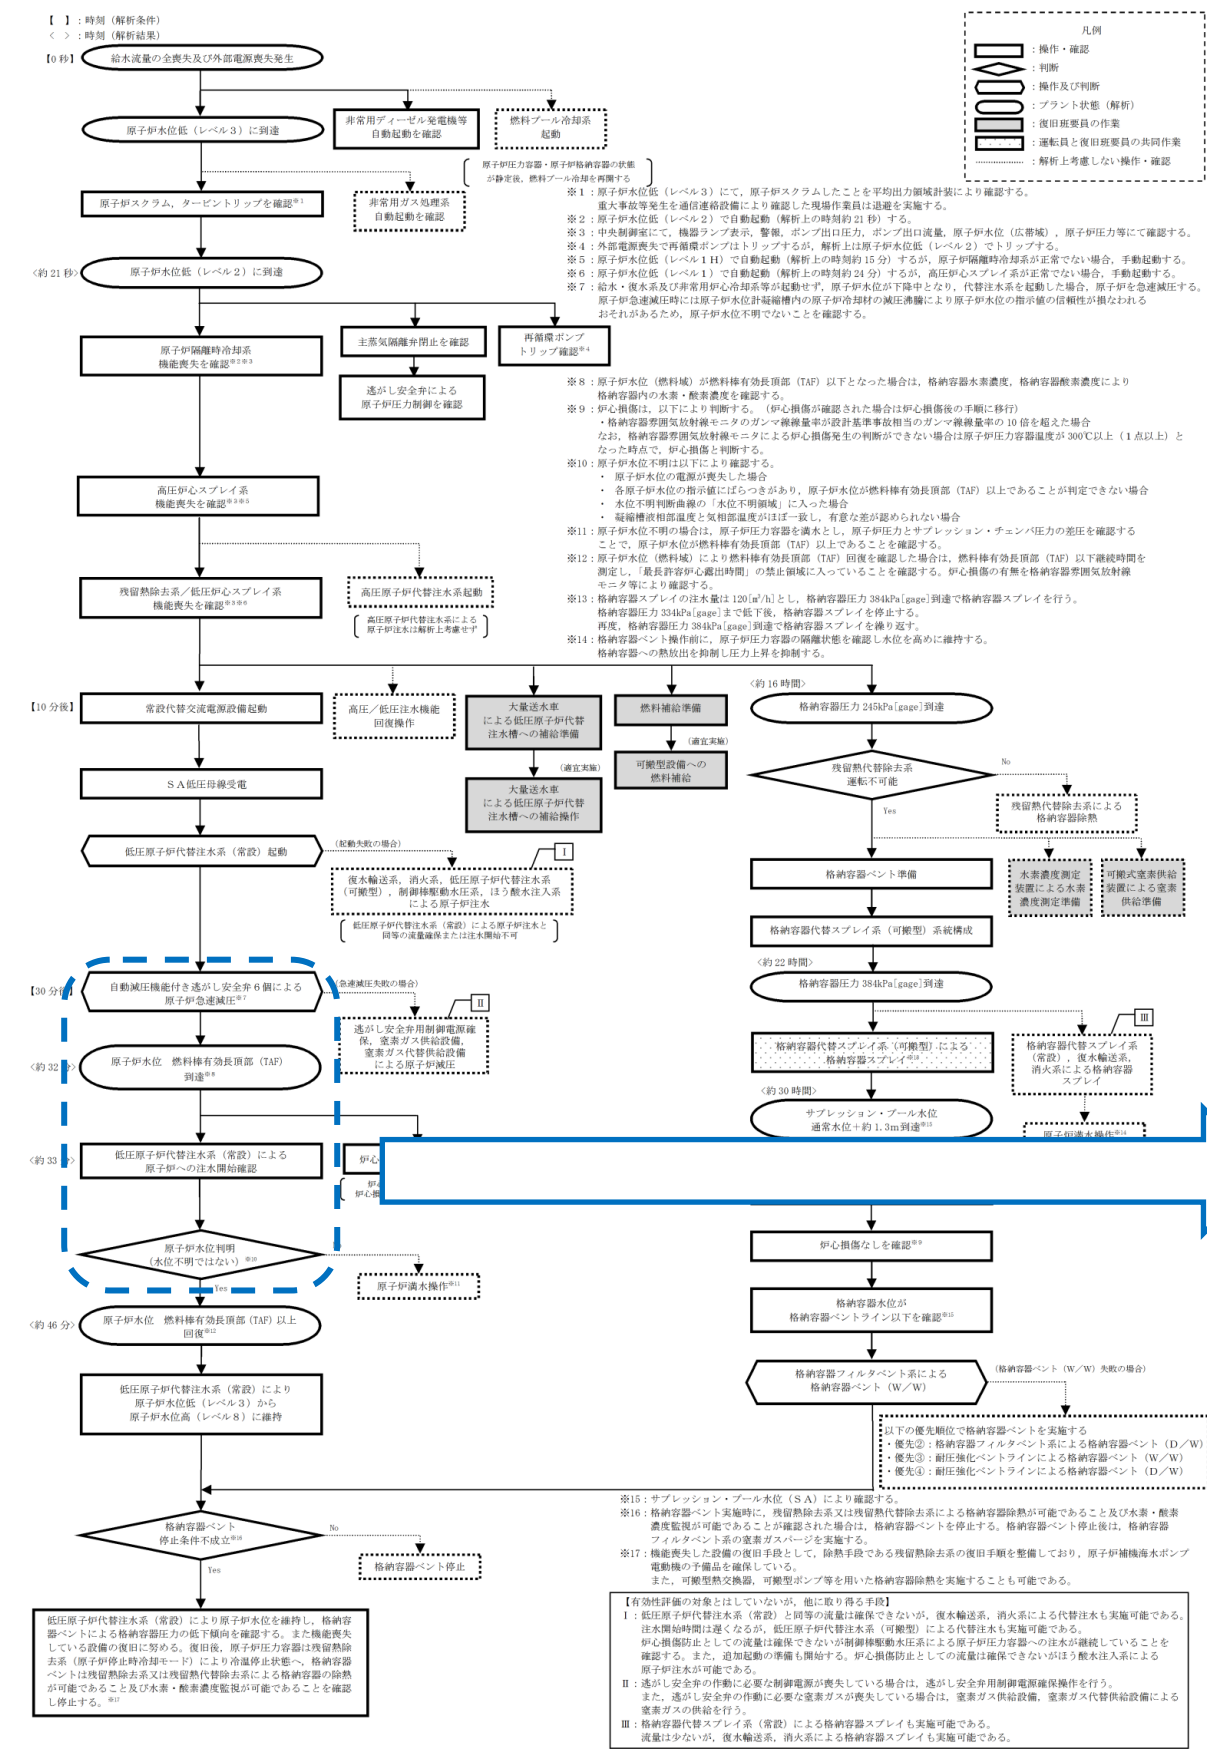 【　】：時刻（解析条件）
〈　〉：時刻（解析結果）
【0 秒】
給水流量の全喪失及び外部電源喪失発生
凡例
：操作・確認
：判断
：操作及び判断
：プラント状態（解析）
：復旧班要員の作業
：運転員と復旧班要員の共同作業
：解析上考慮しない操作・確認
原子炉水位低（レベル３）に到達
非常用ディーゼル発電機等
自動起動を確認
燃料プール冷却系
起動
原子炉圧力容器・原子炉格納容器の状態
が静定後，燃料プール冷却を再開する
原子炉スクラム，タービントリップを確認※１
非常用ガス処理系
自動起動を確認
〈約 21 秒〉
原子炉水位低（レベル２）に到達
※１：原子炉水位低（レベル３）にて，原子炉スクラムしたことを平均出力領域計装により確認する。
重大事故等発生を通信連絡設備により確認した現場作業員は退避を実施する。
※２：原子炉水位低（レベル２）で自動起動（解析上の時刻約 21 秒）する。
※３：中央制御室にて，機器ランプ表示，警報，ポンプ出口圧力，ポンプ出口流量，原子炉水位（広帯域），原子炉圧力等にて確認する。
※４：外部電源喪失で再循環ポンプはトリップするが，解析上は原子炉水位低（レベル２）でトリップする。
※５：原子炉水位低（レベル１Ｈ）で自動起動（解析上の時刻約 15 分）するが，原子炉隔離時冷却系が正常でない場合，手動起動する。
※６：原子炉水位低（レベル１）で自動起動（解析上の時刻約 24 分）するが，高圧炉心スプレイ系が正常でない場合，手動起動する。
※７：給水・復水系及び非常用炉心冷却系等が起動せず，原子炉水位が下降中となり，代替注水系を起動した場合，原子炉を急速減圧する。
原子炉急速減圧時には原子炉水位計凝縮槽内の原子炉冷却材の減圧沸騰により原子炉水位の指示値の信頼性が損なわれる
おそれがあるため，原子炉水位不明でないことを確認する。
原子炉隔離時冷却系
機能喪失を確認※２※３
主蒸気隔離弁閉止を確認
再循環ポンプ
トリップ確認※４
逃がし安全弁による
原子炉圧力制御を確認
※８：原子炉水位（燃料域）が燃料棒有効長頂部（TAF）以下となった場合は，格納容器水素濃度，格納容器酸素濃度により
格納容器内の水素・酸素濃度を確認する。
※９：炉心損傷は，以下により判断する。（炉心損傷が確認された場合は炉心損傷後の手順に移行）
・格納容器雰囲気放射線モニタのガンマ線線量率が設計基準事故相当のガンマ線線量率の 10 倍を超えた場合
なお，格納容器雰囲気放射線モニタによる炉心損傷発生の判断ができない場合は原子炉圧力容器温度が 300℃以上（１点以上）と
なった時点で，炉心損傷と判断する。
※10：原子炉水位不明は以下により確認する。
・　原子炉水位の電源が喪失した場合
・　各原子炉水位の指示値にばらつきがあり，原子炉水位が燃料棒有効長頂部（TAF）以上であることが判定できない場合
・　水位不明判断曲線の「水位不明領域」に入った場合
・　凝縮槽液相部温度と気相部温度がほぼ一致し，有意な差が認められない場合
※11：原子炉水位不明の場合は，原子炉圧力容器を満水とし，原子炉圧力とサプレッション・チェンバ圧力の差圧を確認する
ことで，原子炉水位が燃料棒有効長頂部（TAF）以上であることを確認する。
※12：原子炉水位（燃料域）により燃料棒有効長頂部（TAF）回復を確認した場合は，燃料棒有効長頂部（TAF）以下継続時間を
測定し，「最長許容炉心露出時間」の禁止領域に入っていることを確認する。炉心損傷の有無を格納容器雰囲気放射線
モニタ等により確認する。
※13：格納容器スプレイの注水量は 120[m³/h]とし，格納容器圧力 384kPa[gage]到達で格納容器スプレイを行う。
格納容器圧力 334kPa[gage]まで低下後，格納容器スプレイを停止する。
再度，格納容器圧力 384kPa[gage]到達で格納容器スプレイを繰り返す。
※14：格納容器ベント操作前に，原子炉圧力容器の隔離状態を確認し水位を高めに維持する。
格納容器への熱放出を抑制し圧力上昇を抑制する。
高圧炉心スプレイ系
機能喪失を確認※３※５
残留熱除去系／低圧炉心スプレイ系
機能喪失を確認※３※６
高圧原子炉代替注水系起動
高圧原子炉代替注水系による
原子炉注水は解析上考慮せず
【10 分後】
常設代替交流電源設備起動
高圧／低圧注水機能
回復操作
大量送水車
による低圧原子炉代替
注水槽への補給準備
燃料補給準備
（適宜実施）
可搬型設備への
燃料補給
（適宜実施）
大量送水車
による低圧原子炉代替
注水槽への補給操作
〈約 16 時間〉
格納容器圧力 245kPa[gage]到達
残留熱代替除去系
運転不可能
No
Yes
残留熱代替除去系による
格納容器除熱
ＳＡ低圧母線受電
低圧原子炉代替注水系（常設）起動
（起動失敗の場合）
Ⅰ
復水輸送系，消火系，低圧原子炉代替注水系
（可搬型），制御棒駆動水圧系，ほう酸水注入系
による原子炉注水
低圧原子炉代替注水系（常設）による原子炉注水と
同等の流量確保または注水開始不可
格納容器ベント準備
水素濃度測定
装置による水素
濃度測定準備
可搬式窒素供給
装置による窒素
供給準備
格納容器代替スプレイ系（可搬型）系統構成
〈約 22 時間〉
格納容器圧力 384kPa[gage]到達
Ⅲ
格納容器代替スプレイ系（可搬型）による
格納容器スプレイ※13
格納容器代替スプレイ系
（常設），復水輸送系，
消火系による格納容器
スプレイ
〈約 30 時間〉
サプレッション・プール水位
通常水位＋約 1.3m到達※15
原子炉満水操作※14
【30 分後】
自動減圧機能付き逃がし安全弁６個による
原子炉急速減圧※７
（急速減圧失敗の場合）
Ⅱ
逃がし安全弁用制御電源確
保，窒素ガス供給設備，
窒素ガス代替供給設備
による原子炉減圧
〈約 32 分〉
原子炉水位　燃料棒有効長頂部（TAF）
到達※８
〈約 33 分〉
低圧原子炉代替注水系（常設）による
原子炉への注水開始確認
炉心
炉心損
原子炉水位判明
（水位不明ではない）※10
Yes
原子炉満水操作※11
〈約 46 分〉
原子炉水位　燃料棒有効長頂部（TAF）以上
回復※12
低圧原子炉代替注水系（常設）により
原子炉水位低（レベル３）から
原子炉水位高（レベル８）に維持
炉心損傷なしを確認※９
格納容器水位が
格納容器ベントライン以下を確認※15
格納容器フィルタベント系による
格納容器ベント（Ｗ／Ｗ）
（格納容器ベント（Ｗ／Ｗ）失敗の場合）
以下の優先順位で格納容器ベントを実施する
・優先②：格納容器フィルタベント系による格納容器ベント（Ｄ／Ｗ）
・優先③：耐圧強化ベントラインによる格納容器ベント（Ｗ／Ｗ）
・優先④：耐圧強化ベントラインによる格納容器ベント（Ｄ／Ｗ）
格納容器ベント
停止条件不成立※16
No
Yes
格納容器ベント停止
低圧原子炉代替注水系（常設）により原子炉水位を維持し，格納容
器ベントによる格納容器圧力の低下傾向を確認する。また機能喪失
している設備の復旧に努める。復旧後，原子炉圧力容器は残留熱除
去系（原子炉停止時冷却モード）により冷温停止状態へ，格納容器
ベントは残留熱除去系又は残留熱代替除去系による格納容器の除熱
が可能であること及び水素・酸素濃度監視が可能であることを確認
し停止する。※17
※15：サプレッション・プール水位（ＳＡ）により確認する。
※16：格納容器ベント実施時に，残留熱除去系又は残留熱代替除去系による格納容器除熱が可能であること及び水素・酸素
濃度監視が可能であることが確認された場合は，格納容器ベントを停止する。格納容器ベント停止後は，格納容器
フィルタベント系の窒素ガスパージを実施する。
※17：機能喪失した設備の復旧手段として，除熱手段である残留熱除去系の復旧手順を整備しており，原子炉補機海水ポンプ
電動機の予備品を確保している。
また，可搬型熱交換器，可搬型ポンプ等を用いた格納容器除熱を実施することも可能である。
【有効性評価の対象とはしていないが，他に取り得る手段】
Ⅰ：低圧原子炉代替注水系（常設）と同等の流量は確保できないが，復水輸送系，消火系による代替注水も実施可能である。
注水開始時間は遅くなるが，低圧原子炉代替注水系（可搬型）による代替注水も実施可能である。
炉心損傷防止としての流量は確保できないが制御棒駆動水圧系による原子炉圧力容器への注水が継続していることを
確認する。また，追加起動の準備も開始する。炉心損傷防止としての流量は確保できないがほう酸水注入系による
原子炉注水が可能である。
Ⅱ：逃がし安全弁の作動に必要な制御電源が喪失している場合は，逃がし安全弁用制御電源確保操作を行う。
また，逃がし安全弁の作動に必要な窒素ガスが喪失している場合は，窒素ガス供給設備，窒素ガス代替供給設備による
窒素ガスの供給を行う。
Ⅲ：格納容器代替スプレイ系（常設）による格納容器スプレイも実施可能である。
流量は少ないが，復水輸送系，消火系による格納容器スプレイも実施可能である。